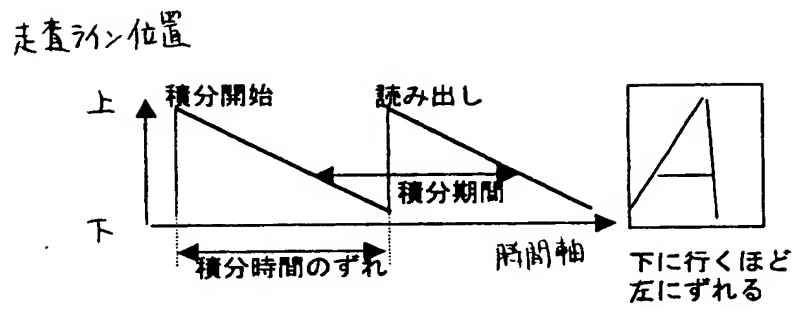 走査ライン位置
積分開始
読み出し
上
積分期間
A
下
積分時間のずれ
時間軸
下に行くほど
左にずれる